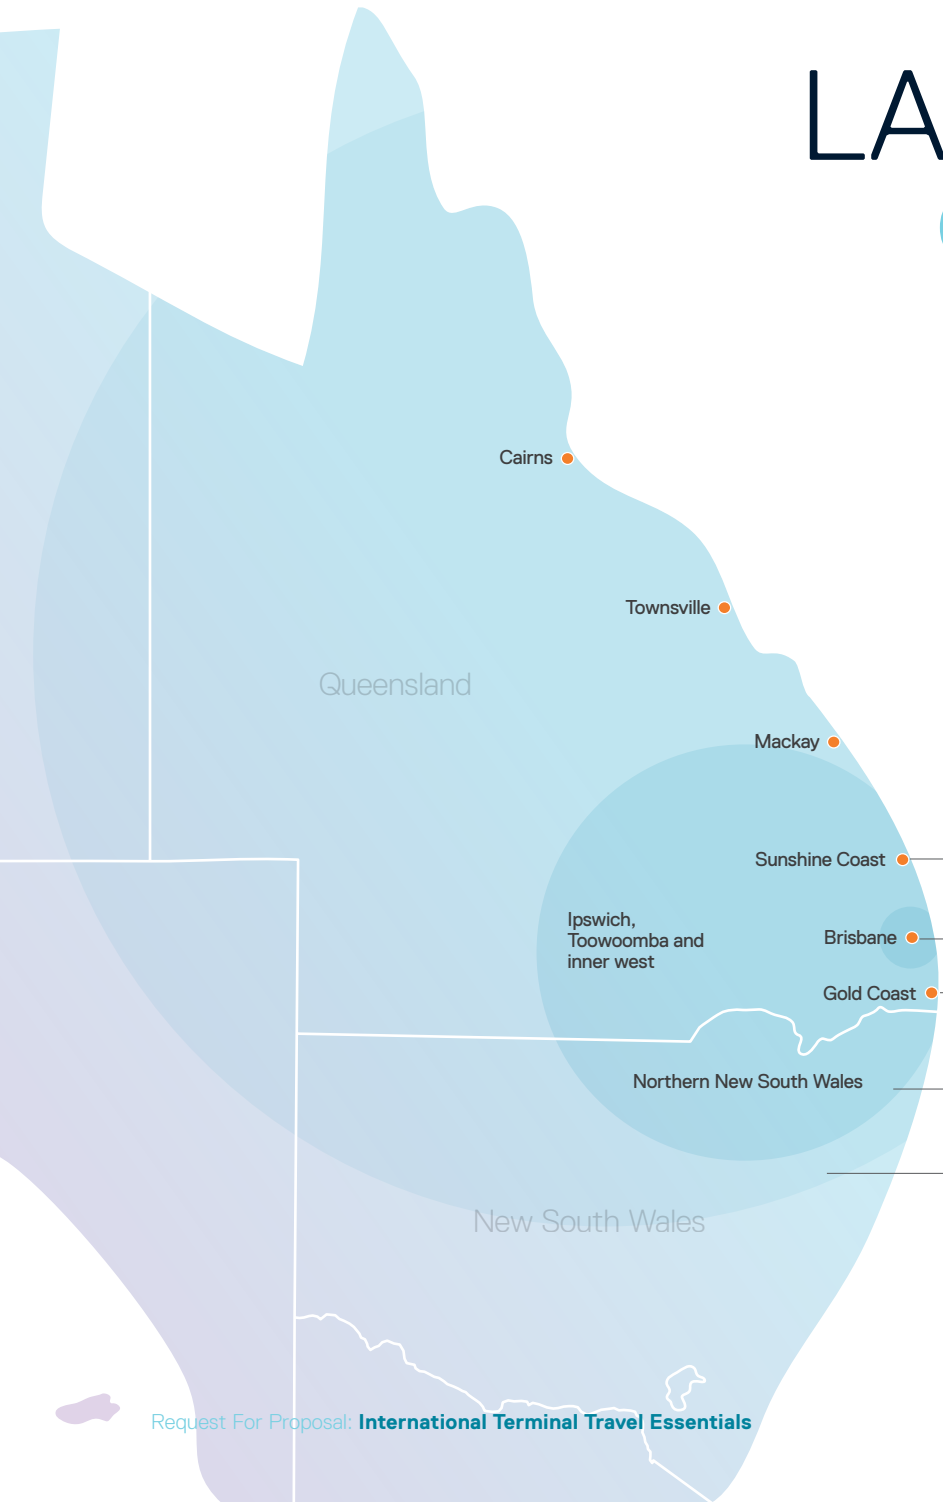 LA
Cairns
Townsville
Queensland
Mackay
Sunshine Coast
Ipswich,
Toowoomba and
inner west
Brisbane
Gold Coast
Northern New South Wales
New South Wales
Request For Proposal: International Terminal Travel Essentials